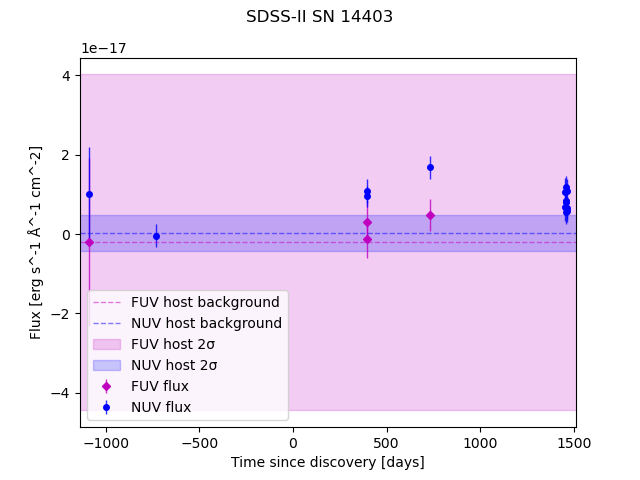 SDSS-II SN 14403
1e−17
4
2
0
−2
−4
Flux [erg s^-1 Å^-1 cm^-2]
FUV host background
NUV host background
FUV host 2σ
NUV host 2σ
FUV flux
NUV flux
−1000 −500 0 500 1000 1500
Time since discovery [days]